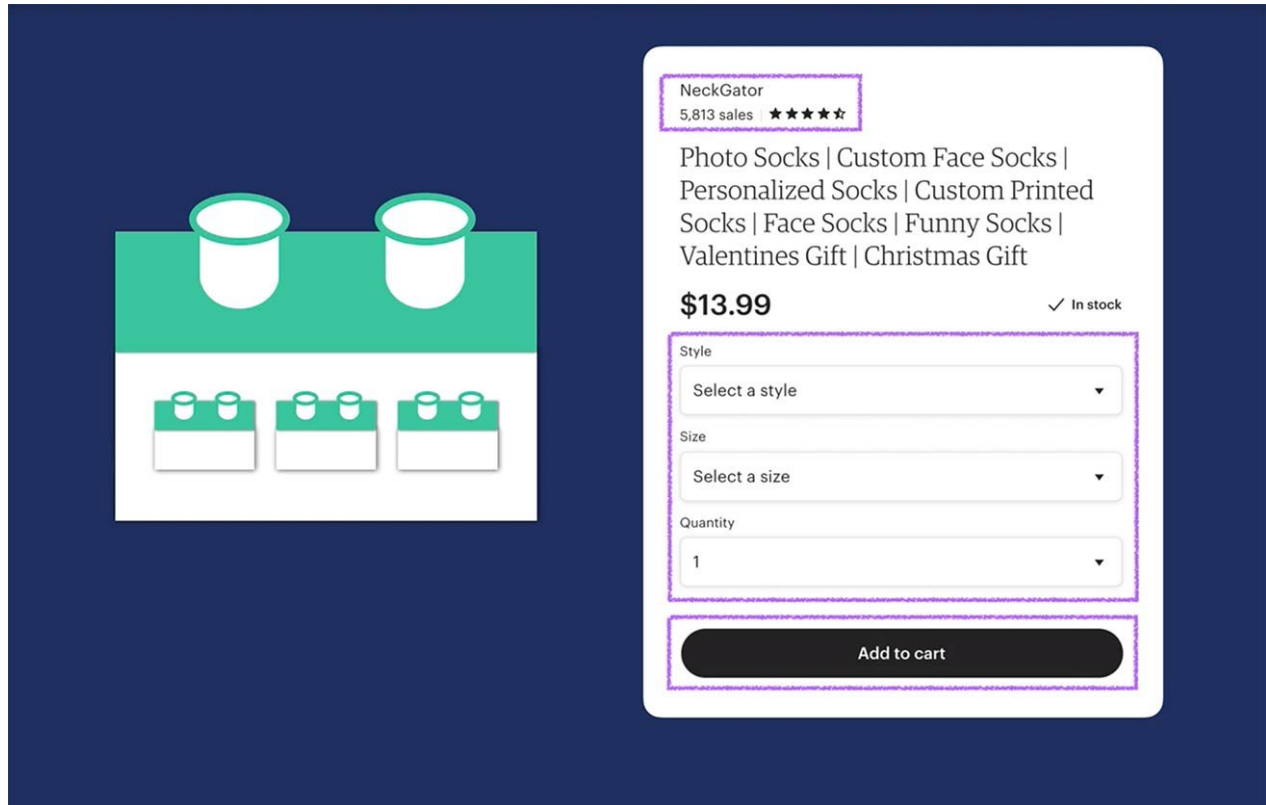 NeckGator
5,813 sales
Photo Socks | Custom Face Socks |
Personalized Socks | Custom Printed
Socks | Face Socks | Funny Socks |
Valentines Gift | Christmas Gift
$13.99
In stock
Style
Select a style
Size
Select a size
Quantity
1
Add to cart